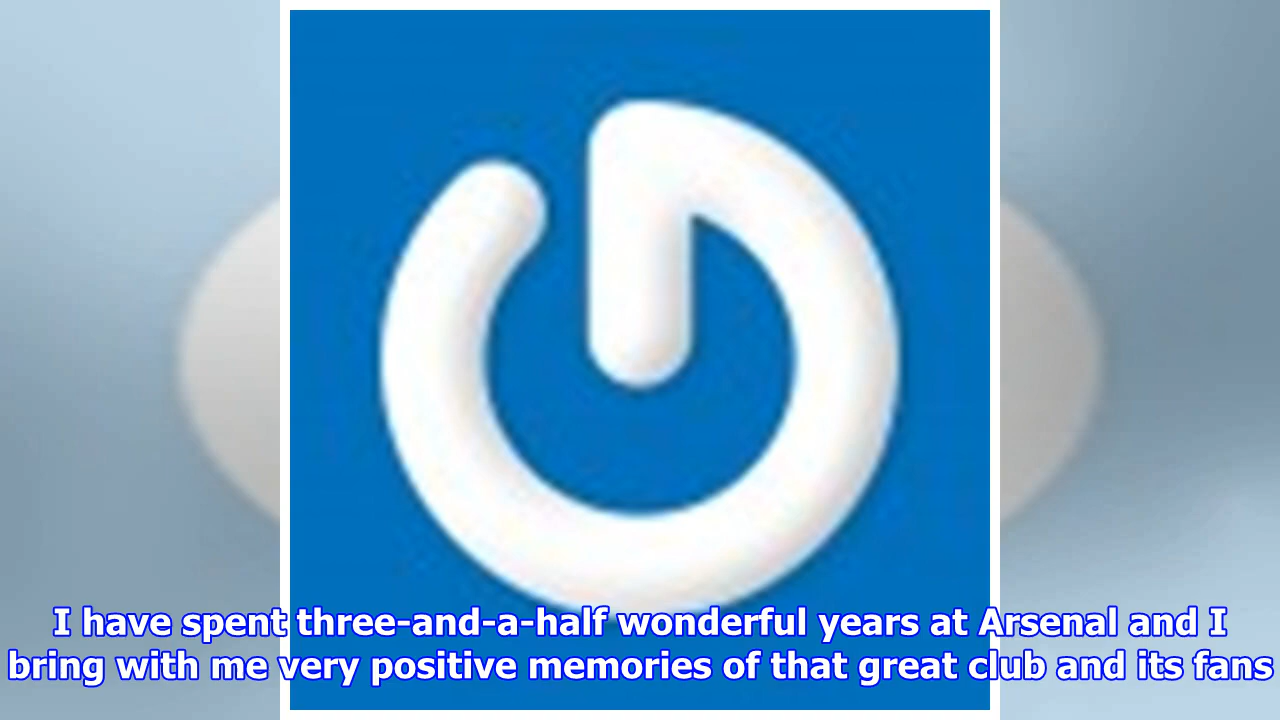 I have spent three-and-a-half wonderful years at Arsenal and I
bring with me very positive memories of that great club and its fans